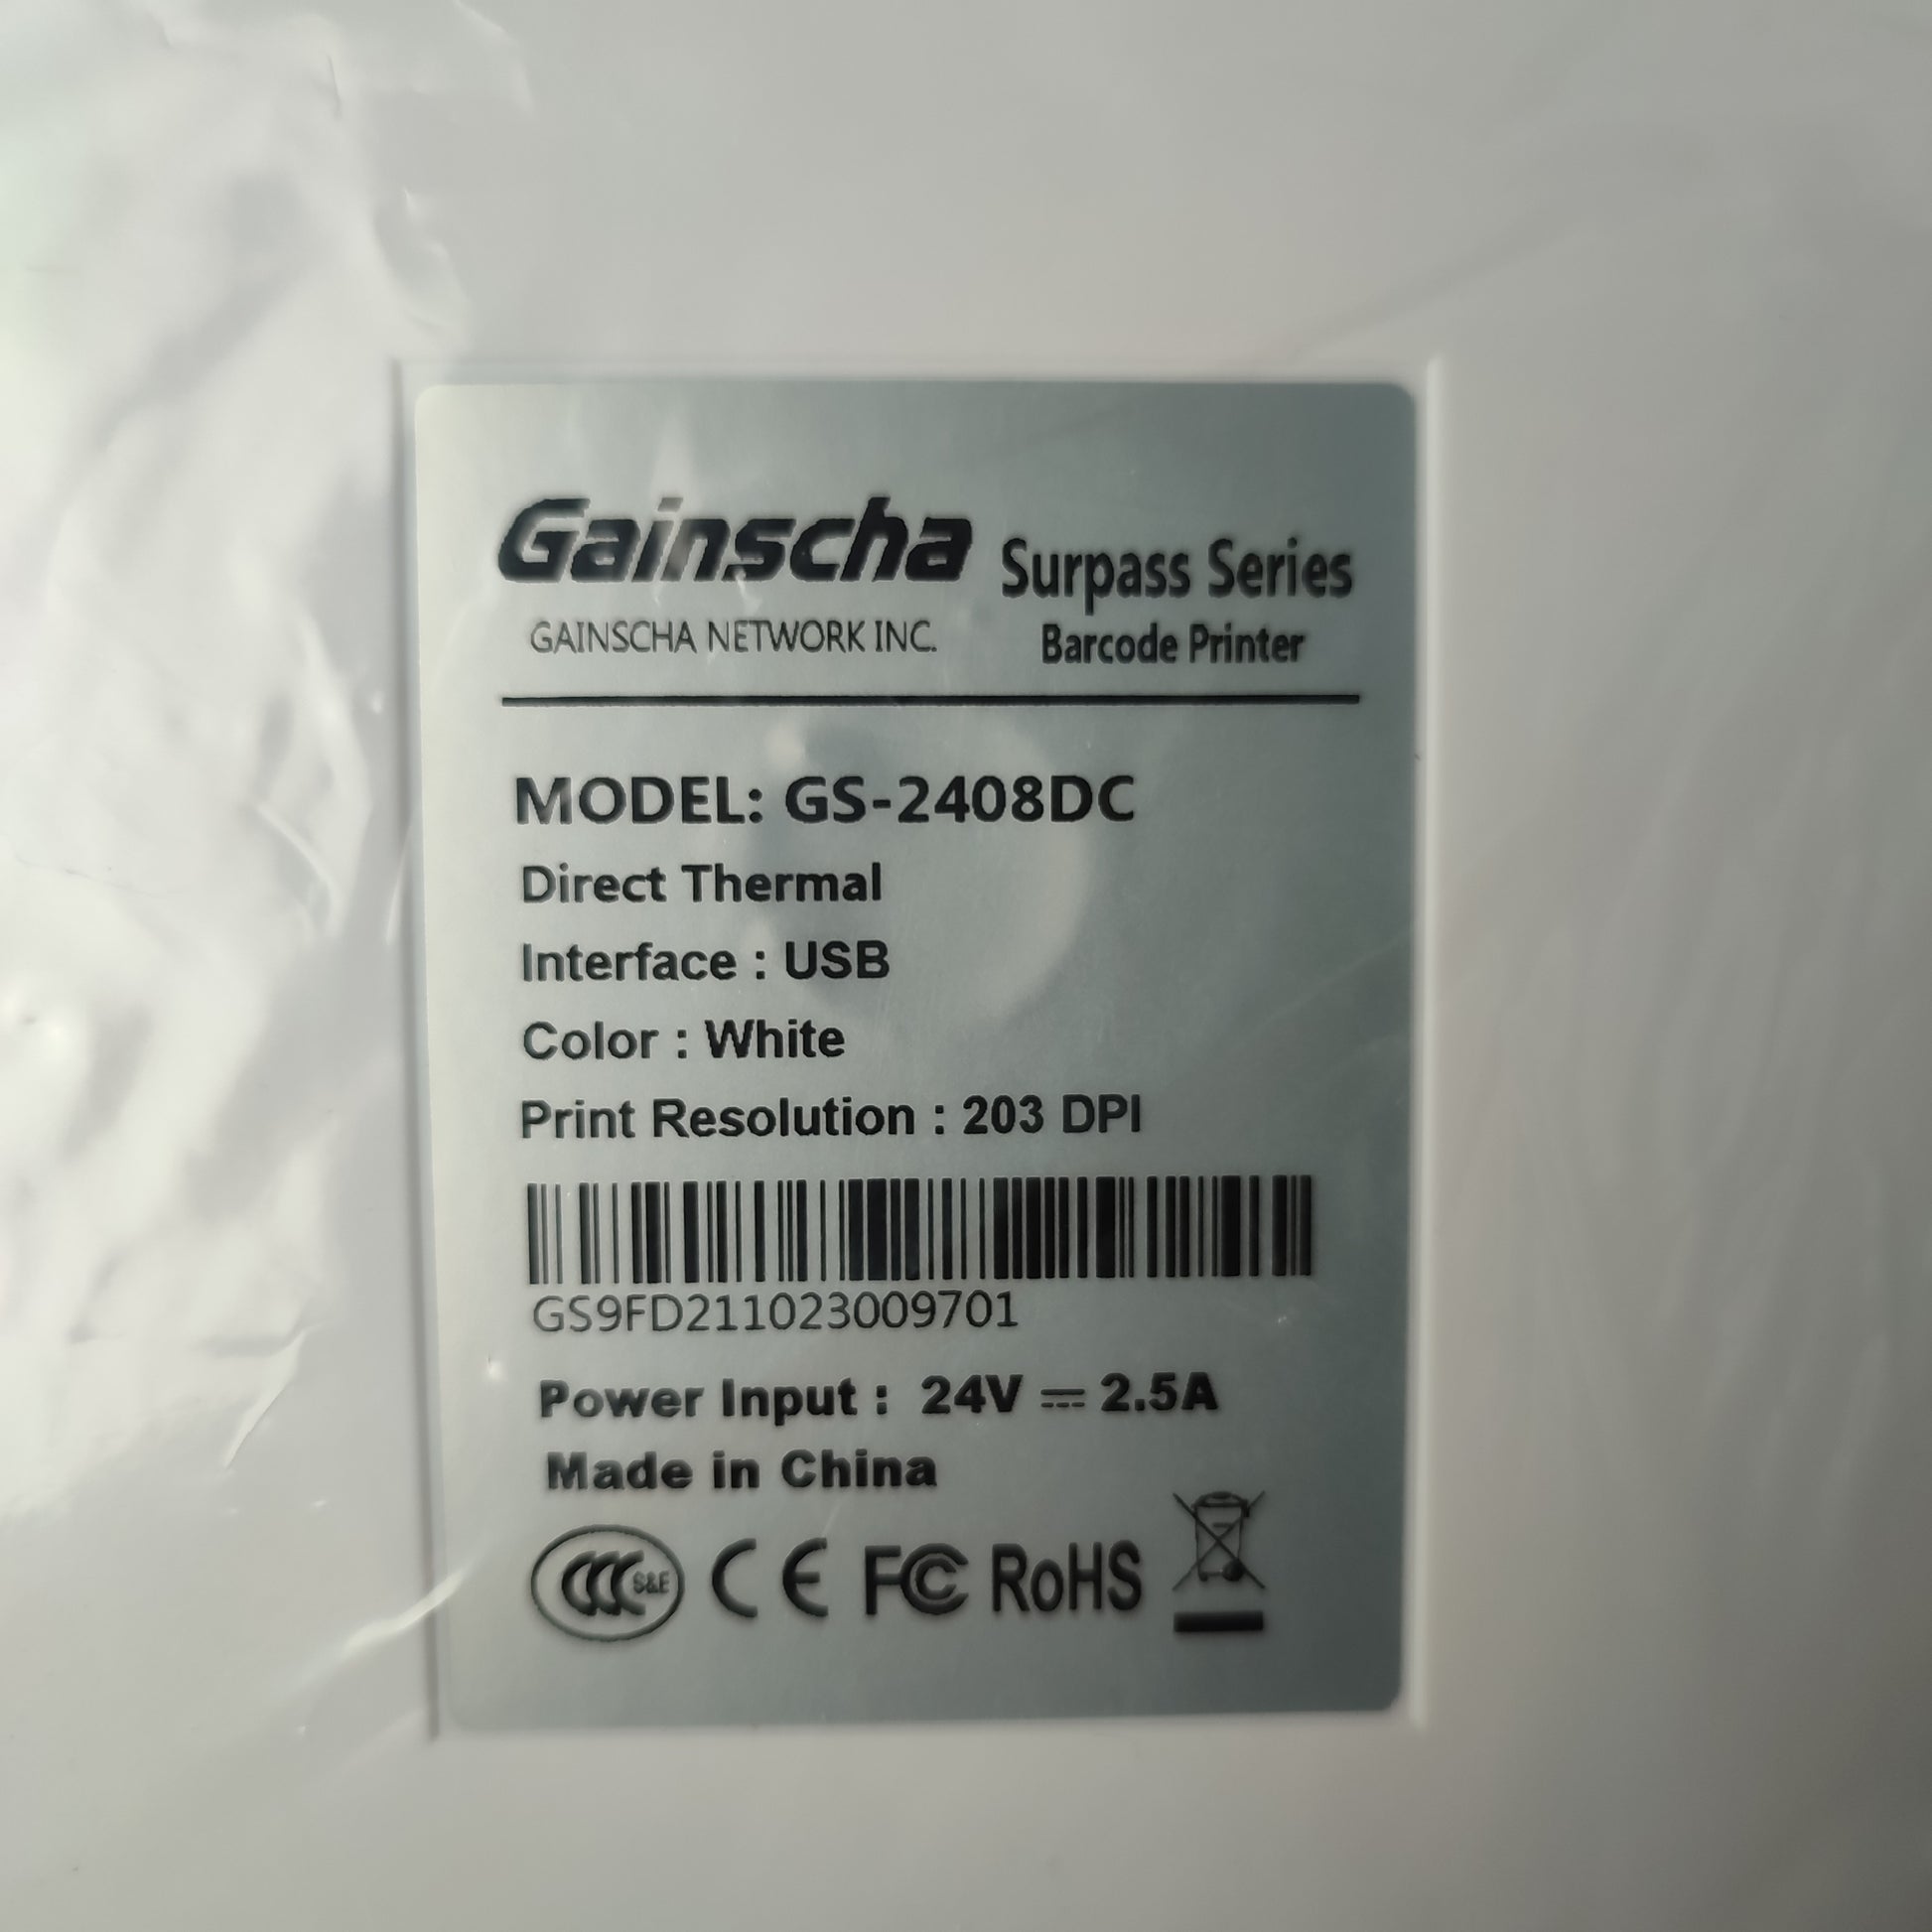 Gainscha Surpass Series
GAINSCHA NETWORK INC. Barcode Printer
MODEL: GS-2408DC
Direct Thermal
Interface : USB
Color : White
Print Resolution : 203 DPI
GS9FD211023009701
Power Input : 24V ⎓ 2.5A
Made in China
CCC S&E CE FC RoHS